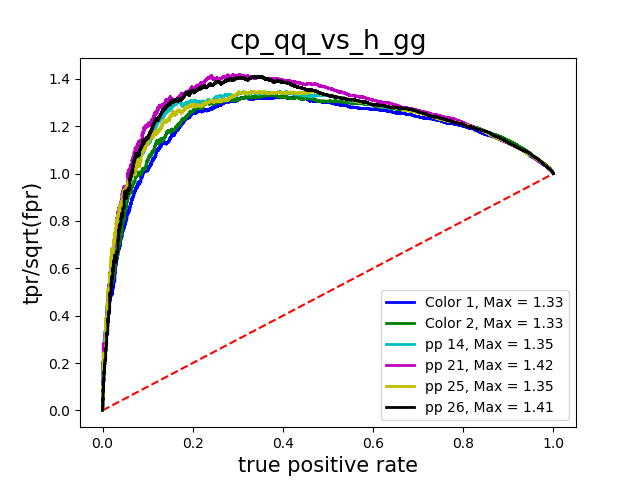 cp_qq_vs_h_gg
tpr/sqrt(fpr)
1.4
1.2
1.0
0.8
0.6
0.4
0.2
0.0
Color 1, Max = 1.33
Color 2, Max = 1.33
pp 14, Max = 1.35
pp 21, Max = 1.42
pp 25, Max = 1.35
pp 26, Max = 1.41
0.0 0.2 0.4 0.6 0.8 1.0
true positive rate